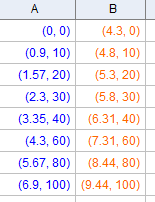 A B
(0, 0) (4.3, 0)
(0.9, 10) (4.8, 10)
(1.57, 20) (5.3, 20)
(2.3, 30) (5.8, 30)
(3.35, 40) (6.31, 40)
(4.3, 60) (7.31, 60)
(5.67, 80) (8.44, 80)
(6.9, 100) (9.44, 100)